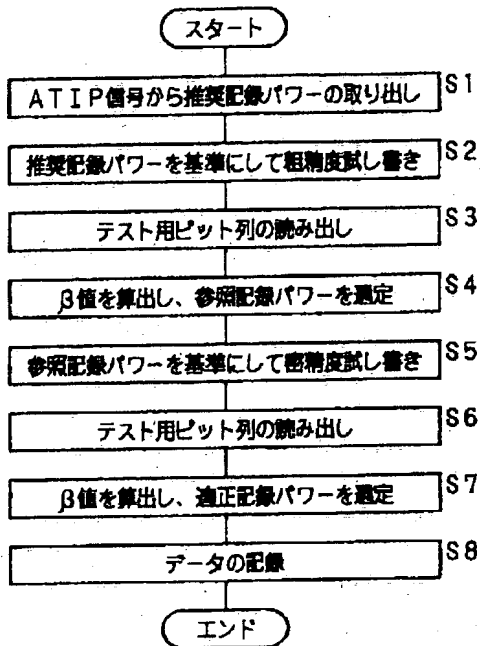 スタート
ATIP信号から推奨記録パワーの取り出し S1
推奨記録パワーを基準にして粗精度試し書き S2
テスト用ピット列の読み出し S3
β値を算出し、参照記録パワーを選定 S4
参照記録パワーを基準にして密精度試し書き S5
テスト用ピット列の読み出し S6
β値を算出し、適正記録パワーを選定 S7
データの記録 S8
エンド